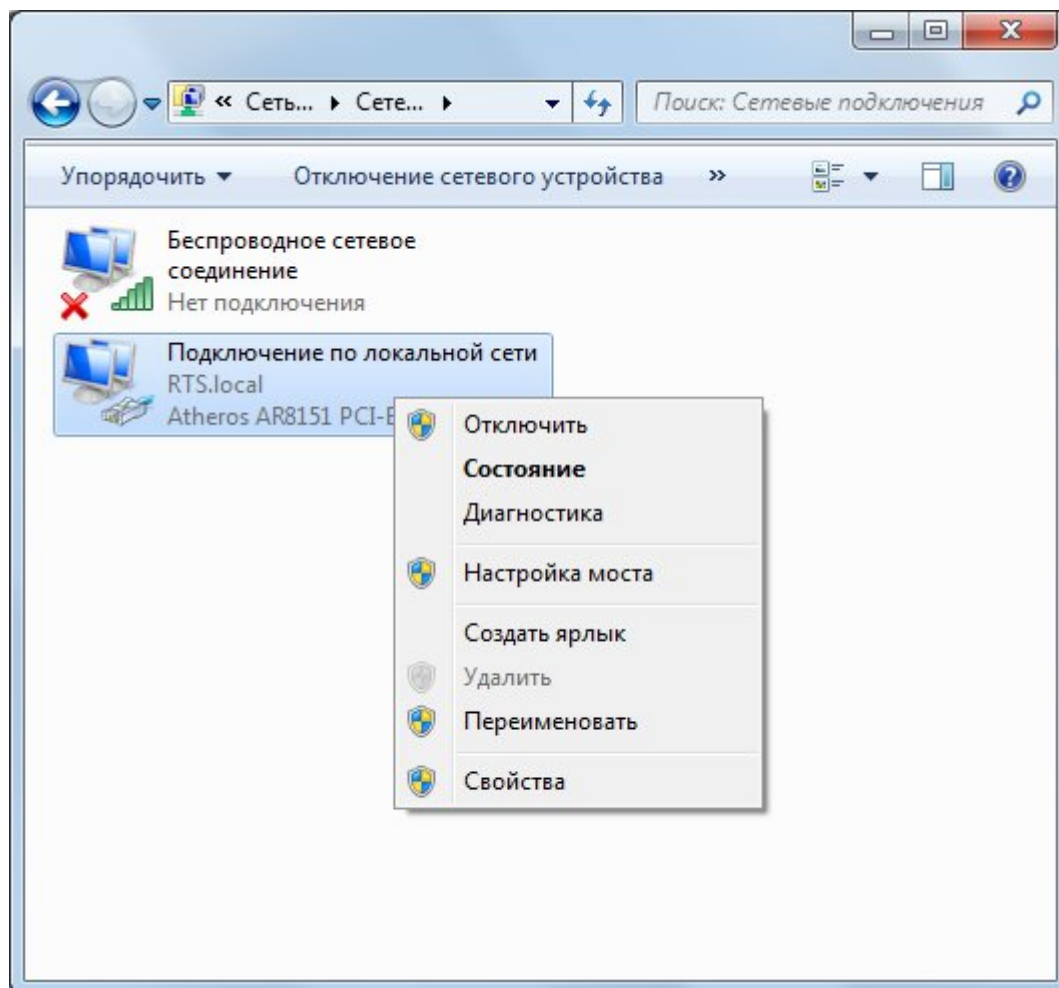 « Сеть... Сете...
Поиск: Сетевые подключения
Упорядочить Отключение сетевого устройства »
Беспроводное сетевое
соединение
Нет подключения
Подключение по локальной сети
RTS.local
Atheros AR8151 PCI-E
Отключить
Состояние
Диагностика
Настройка моста
Создать ярлык
Удалить
Переименовать
Свойства